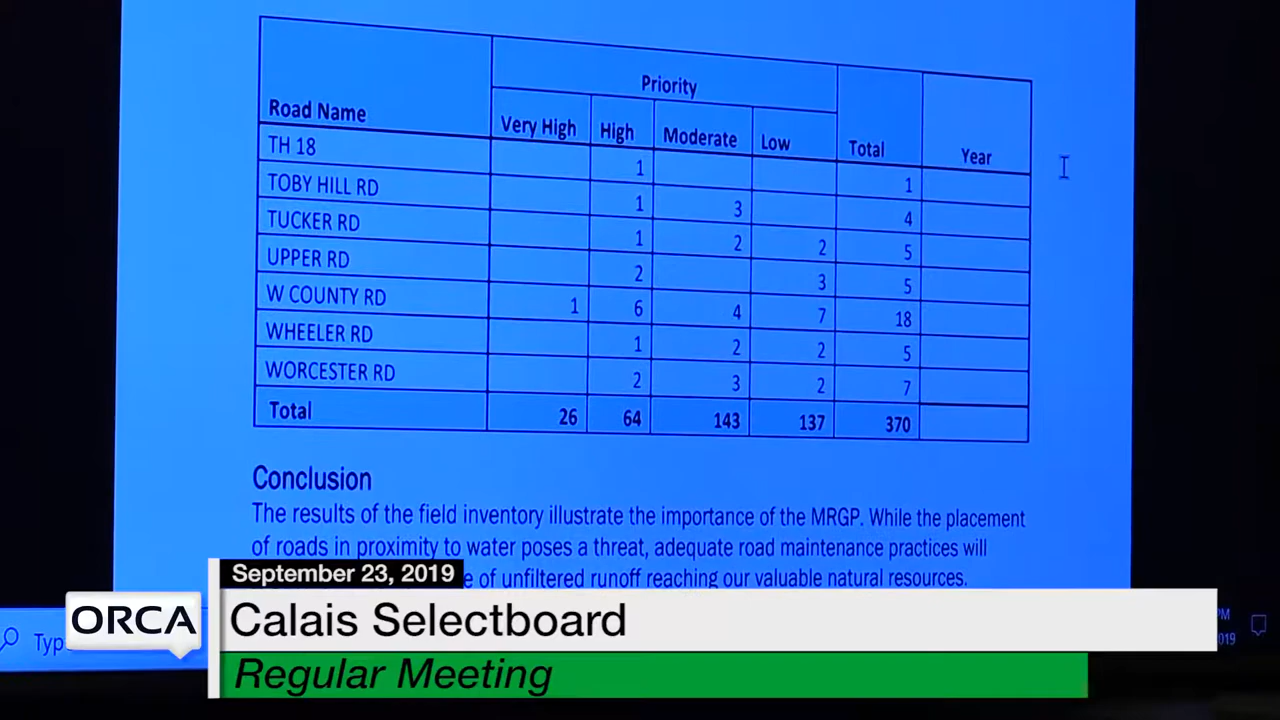 Priority
Road Name Very High High Moderate Low Total Year
TH 18 1 1
TOBY HILL RD 1 3 4
TUCKER RD 1 2 2 5
UPPER RD 2 3 5
W COUNTY RD 1 6 4 7 18
WHEELER RD 1 2 2 5
WORCESTER RD 2 3 2 7
Total 26 64 143 137 370
Conclusion
The results of the field inventory illustrate the importance of the MRGP. While the placement
of roads in proximity to water poses a threat, adequate road maintenance practices will
of unfiltered runoff reaching our valuable natural resources.
September 23, 2019
ORCA
Calais Selectboard
Regular Meeting
Typ
PM
019